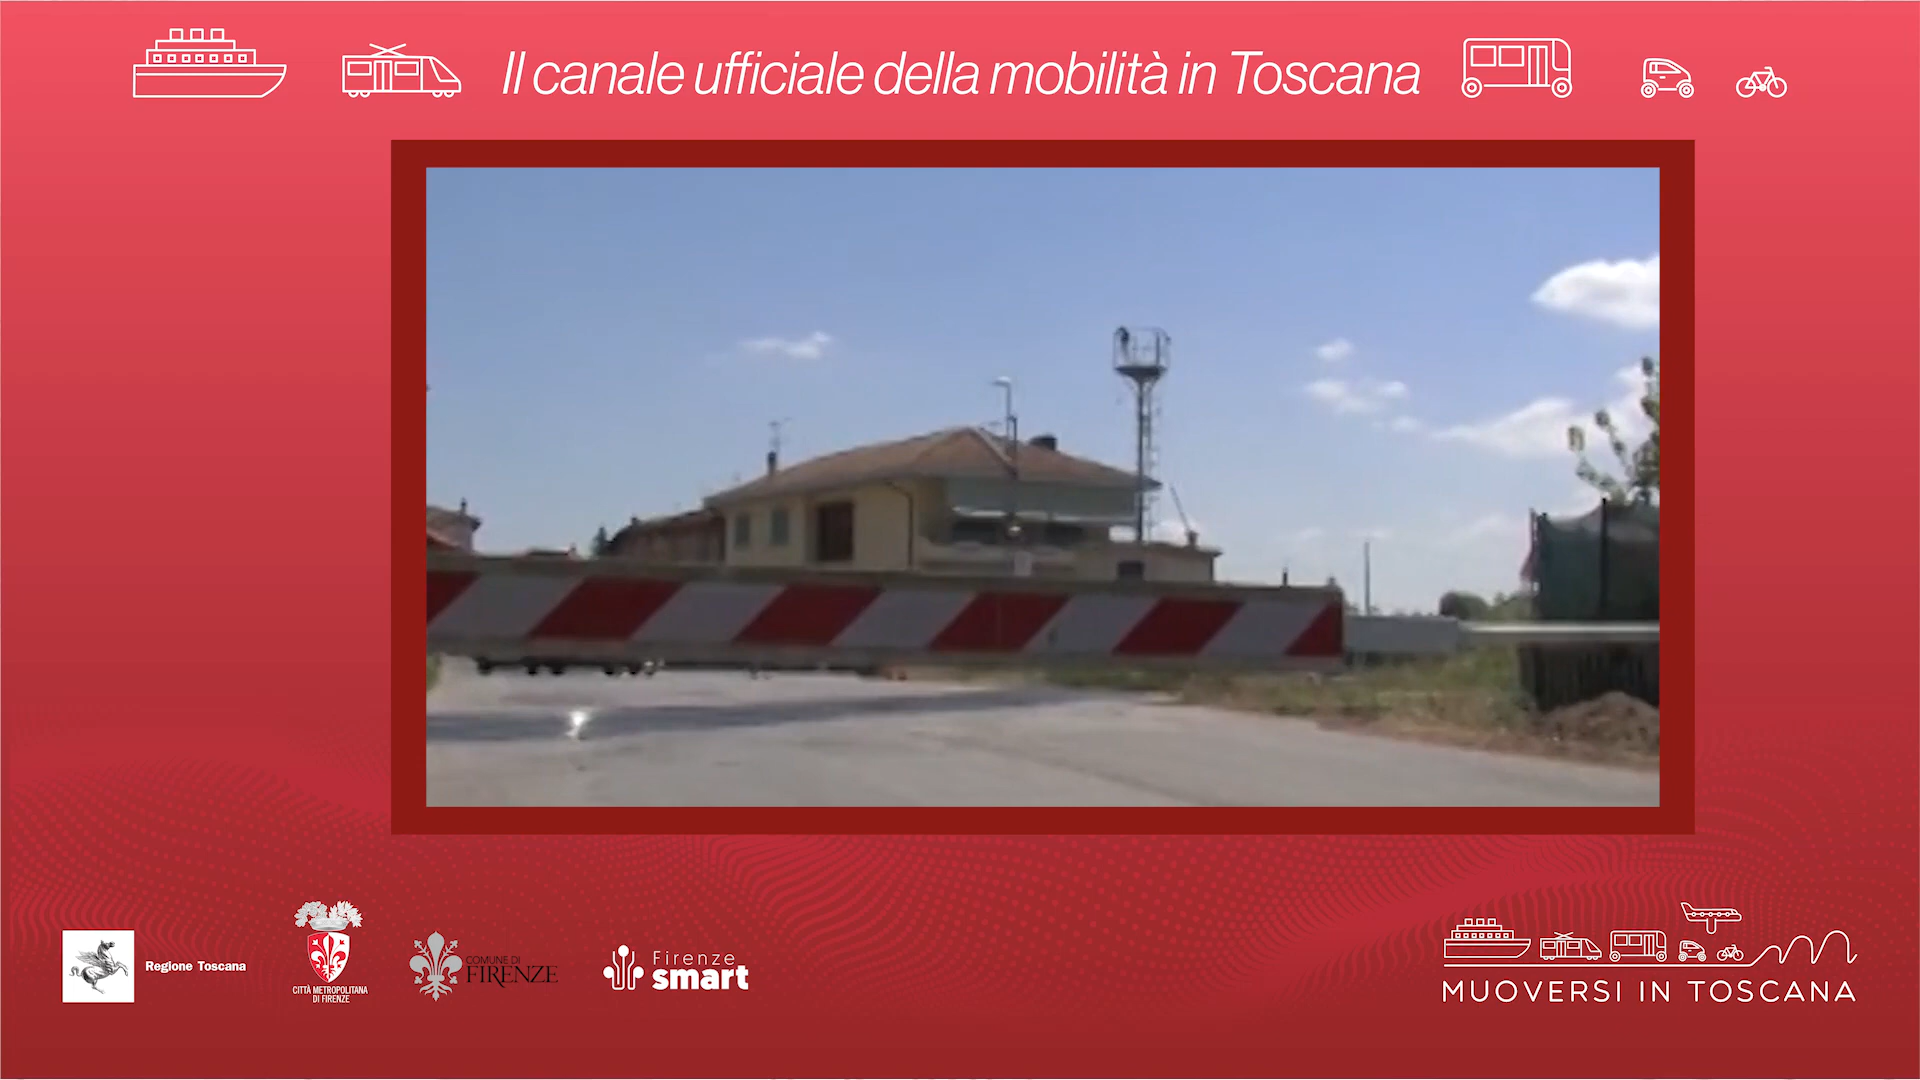 Il canale ufficiale della mobilità in Toscana
Regione Toscana
CITTÀ METROPOLITANA
DI FIRENZE
COMUNE DI
FIRENZE
Firenze
smart
MUOVERSI IN TOSCANA